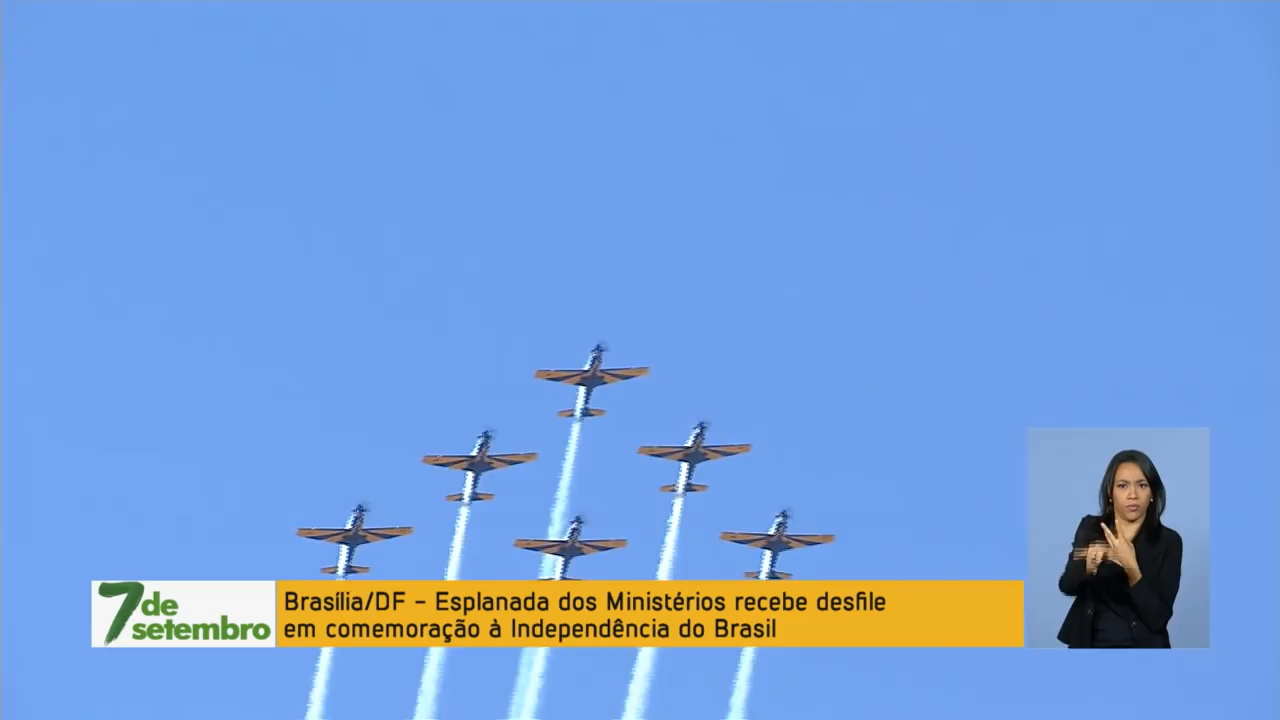 7 de
setembro
Brasília/DF - Esplanada dos Ministérios recebe desfile
em comemoração à Independência do Brasil